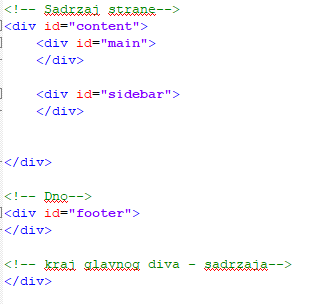 <!-- Sadrzaj strane-->
<div id="content">
<div id="main">
</div>
<div id="sidebar">
</div>
</div>
<!-- Dno-->
<div id="footer">
</div>
<!-- kraj glavnog diva - sadrzaja-->
</div>